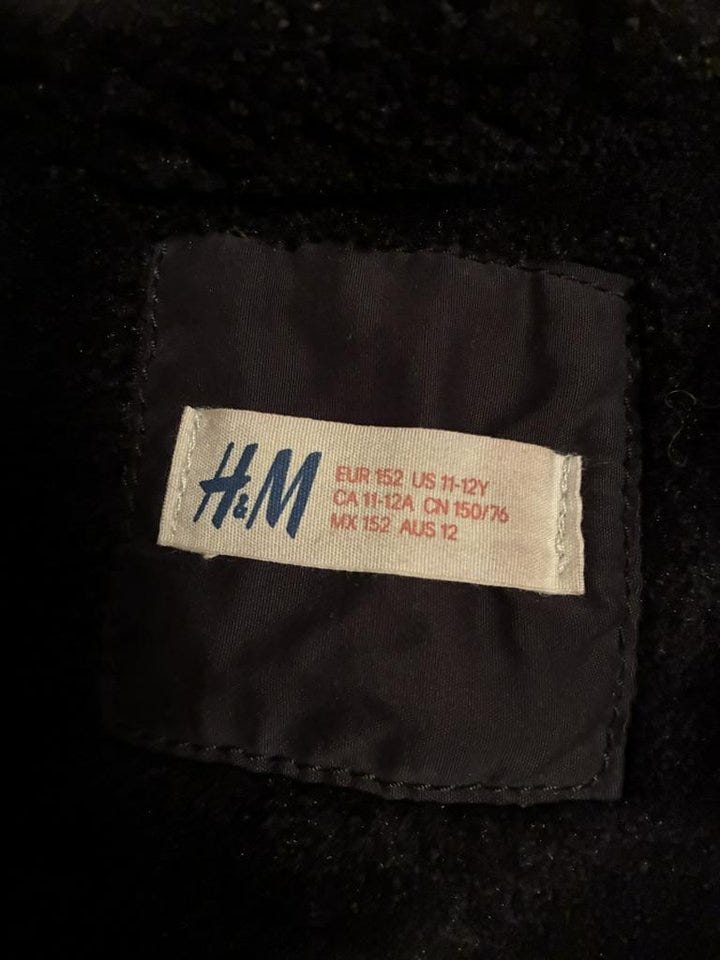 H&M
EUR 152 US 11-12Y
CA 11-12A CN 150/76
MX 152 AUS 12